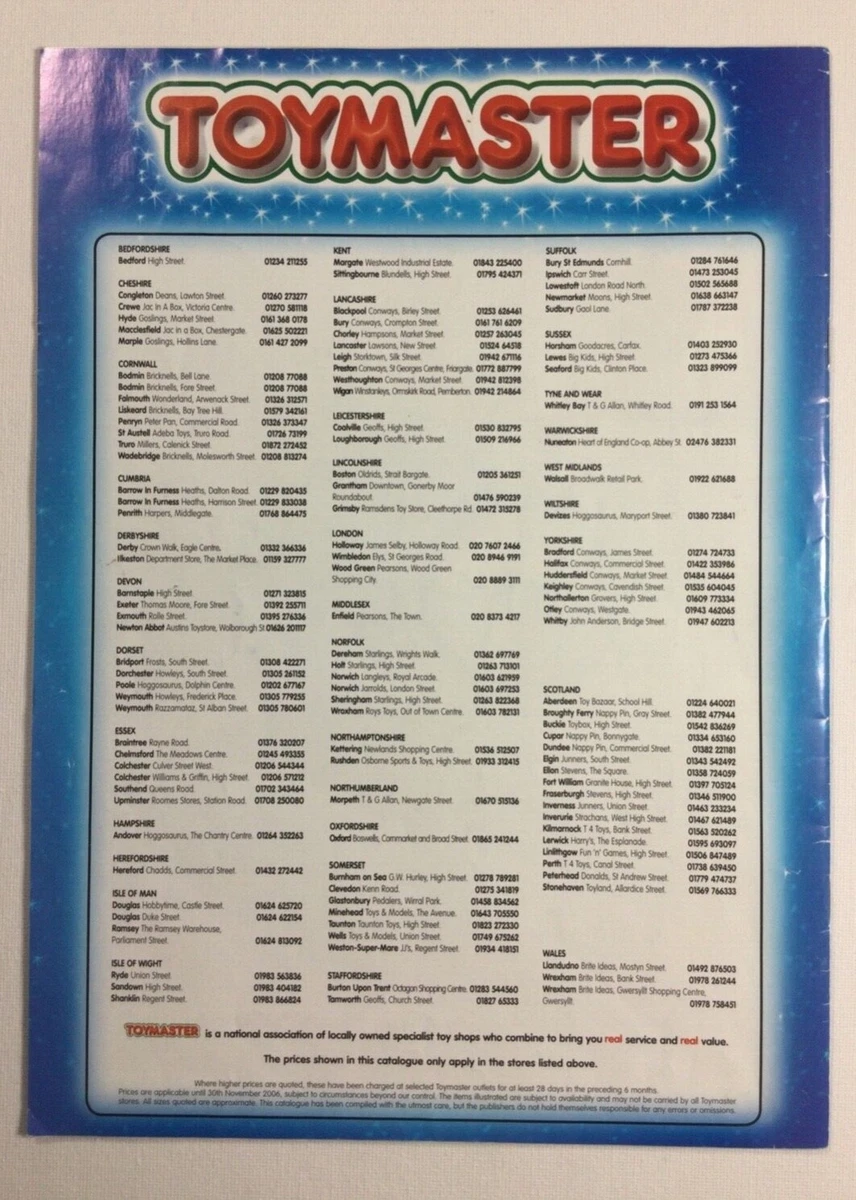 TOYMASTER
BEDFORDSHIRE
Bedford High Street. 01234 211255
CHESHIRE
Congleton Deans, Lawton Street. 01260 273277
Crewe Jac In A Box, Victoria Centre. 01270 581118
Hyde Goslings, Market Street. 0161 368 0178
Macclesfield Jac in a Box, Chestergate. 01625 502221
Marple Goslings, Hollins Lane. 0161 427 2099
CORNWALL
Bodmin Bricknells, Bell Lane. 01208 77088
Bodmin Bricknells, Fore Street. 01208 77088
Falmouth Wonderland, Arwenack Street. 01326 312571
Liskeard Bricknells, Bay Tree Hill. 01579 342161
Penryn Peter Pan, Commercial Road. 01326 373347
St Austell Adeba Toys, Truro Road. 01726 73199
Truro Millers, Calenick Street. 01872 272452
Wadebridge Bricknells, Molesworth Street. 01208 813274
CUMBRIA
Barrow In Furness Heaths, Dalton Road. 01229 820435
Barrow In Furness Heaths, Harrison Street. 01229 833038
Penrith Harpers, Middlegate. 01768 864475
DERBYSHIRE
Derby Crown Walk, Eagle Centre. 01332 366336
Ilkeston Department Store, The Market Place. 01159 327777
DEVON
Barnstaple High Street. 01271 323815
Exeter Thomas Moore, Fore Street. 01392 255711
Exmouth Rolle Street. 01395 276336
Newton Abbot Austins Toystore, Wolborough St. 01626 201117
DORSET
Bridport Frosts, South Street. 01308 422271
Dorchester Howleys, South Street. 01305 261152
Poole Hoggosaurus, Dolphin Centre. 01202 677167
Weymouth Howleys, Frederick Place. 01305 779255
Weymouth Razzamataz, St Alban Street. 01305 780601
ESSEX
Braintree Rayne Road. 01376 320207
Chelmsford The Meadows Centre. 01245 493355
Colchester Culver Street West. 01206 544344
Colchester Williams & Griffin, High Street. 01206 571212
Southend Queens Road. 01702 343464
Upminster Roomes Stores, Station Road. 01708 250080
HAMPSHIRE
Andover Hoggosaurus, The Chantry Centre. 01264 352263
HEREFORDSHIRE
Hereford Chadds, Commercial Street. 01432 272442
ISLE OF MAN
Douglas Hobbytime, Castle Street. 01624 625720
Douglas Duke Street. 01624 622154
Ramsey The Ramsey Warehouse,
Parliament Street. 01624 813092
ISLE OF WIGHT
Ryde Union Street. 01983 563836
Sandown High Street. 01983 404182
Shanklin Regent Street. 01983 866824
KENT
Margate Westwood Industrial Estate. 01843 225400
Sittingbourne Blundells, High Street. 01795 424371
LANCASHIRE
Blackpool Conways, Birley Street. 01253 626461
Bury Conways, Crompton Street. 0161 761 6209
Chorley Hampsons, Market Street. 01257 263045
Lancaster Lawsons, New Street. 01524 64518
Leigh Storktown, Silk Street. 01942 671116
Preston Conways, St Georges Centre, Friargate. 01772 887799
Westhoughton Conways, Market Street. 01942 812398
Wigan Winstanleys, Ormskirk Road, Pemberton. 01942 214864
LEICESTERSHIRE
Coalville Geoffs, High Street. 01530 832795
Loughborough Geoffs, High Street. 01509 216966
LINCOLNSHIRE
Boston Oldrids, Strait Bargate. 01205 361251
Grantham Downtown, Gonerby Moor
Roundabout. 01476 590239
Grimsby Ramsdens Toy Store, Cleethorpe Rd. 01472 315278
LONDON
Holloway James Selby, Holloway Road. 020 7607 2466
Wimbledon Elys, St Georges Road. 020 8946 9191
Wood Green Pearsons, Wood Green
Shopping City. 020 8889 3111
MIDDLESEX
Enfield Pearsons, The Town. 020 8373 4217
NORFOLK
Dereham Starlings, Wrights Walk. 01362 697769
Holt Starlings, High Street. 01263 713101
Norwich Langleys, Royal Arcade. 01603 621959
Norwich Jarrolds, London Street. 01603 697253
Sheringham Starlings, High Street. 01263 822368
Wroxham Roys Toys, Out of Town Centre. 01603 782131
NORTHAMPTONSHIRE
Kettering Newlands Shopping Centre. 01536 512507
Rushden Osborne Sports & Toys, High Street. 01933 312415
NORTHUMBERLAND
Morpeth T & G Allan, Newgate Street. 01670 515136
OXFORDSHIRE
Oxford Boswells, Cornmarket and Broad Street. 01865 241244
SOMERSET
Burnham on Sea G.W. Hurley, High Street. 01278 789281
Clevedon Kenn Road. 01275 341819
Glastonbury Pedalers, Wirral Park. 01458 834562
Minehead Toys & Models, The Avenue. 01643 705550
Taunton Taunton Toys, High Street. 01823 272330
Wells Toys & Models, Union Street. 01749 675262
Weston-Super-Mare JJ's, Regent Street. 01934 418151
STAFFORDSHIRE
Burton Upon Trent Octagon Shopping Centre. 01283 544560
Tamworth Geoffs, Church Street. 01827 65333
SUFFOLK
Bury St Edmunds Cornhill. 01284 761646
Ipswich Carr Street. 01473 253045
Lowestoft London Road North. 01502 565688
Newmarket Moons, High Street. 01638 663147
Sudbury Gaol Lane. 01787 372238
SUSSEX
Horsham Goodacres, Carfax. 01403 252930
Lewes Big Kids, High Street. 01273 475366
Seaford Big Kids, Clinton Place. 01323 899099
TYNE AND WEAR
Whitley Bay T & G Allan, Whitley Road. 0191 253 1564
WARWICKSHIRE
Nuneaton Heart of England Co-op, Abbey St. 02476 382331
WEST MIDLANDS
Walsall Broadwalk Retail Park. 01922 621688
WILTSHIRE
Devizes Hoggosaurus, Maryport Street. 01380 723841
YORKSHIRE
Bradford Conways, James Street. 01274 724733
Halifax Conways, Commercial Street. 01422 353986
Huddersfield Conways, Market Street. 01484 544664
Keighley Conways, Cavendish Street. 01535 604045
Northallerton Grovers, High Street. 01609 773334
Otley Conways, Westgate. 01943 462065
Whitby John Anderson, Bridge Street. 01947 602213
SCOTLAND
Aberdeen Toy Bazaar, School Hill. 01224 640021
Broughty Ferry Nappy Pin, Gray Street. 01382 477944
Buckie Toybox, High Street. 01542 836269
Cupar Nappy Pin, Bonnygate. 01334 653160
Dundee Nappy Pin, Commercial Street. 01382 221181
Elgin Junners, South Street. 01343 542492
Ellon Stevens, The Square. 01358 724059
Fort William Granite House, High Street. 01397 705124
Fraserburgh Stevens, High Street. 01346 511900
Inverness Junners, Union Street. 01463 233234
Inverurie Strachans, West High Street. 01467 621489
Kilmarnock T 4 Toys, Bank Street. 01563 520262
Lerwick Harry's, The Esplanade. 01595 693097
Linlithgow Fun 'n' Games, High Street. 01506 847489
Perth T 4 Toys, Canal Street. 01738 639450
Peterhead Donalds, St Andrew Street. 01779 474737
Stonehaven Toyland, Allardice Street. 01569 766333
WALES
Llandudno Brite Ideas, Mostyn Street. 01492 876503
Wrexham Brite Ideas, Bank Street. 01978 261244
Wrexham Brite Ideas, Gwersyllt Shopping Centre,
Gwersyllt. 01978 758451
TOYMASTER is a national association of locally owned specialist toy shops who combine to bring you real service and real value.
The prices shown in this catalogue only apply in the stores listed above.
Where higher prices are quoted, these have been charged at selected Toymaster outlets for at least 28 days in the preceding 6 months.
Prices are applicable until 30th November 2006, subject to circumstances beyond our control. The items illustrated are subject to availability and may not be carried by all Toymaster
stores. All sizes quoted are approximate. This catalogue has been compiled with the utmost care, but the publishers do not hold themselves responsible for any errors or omissions.